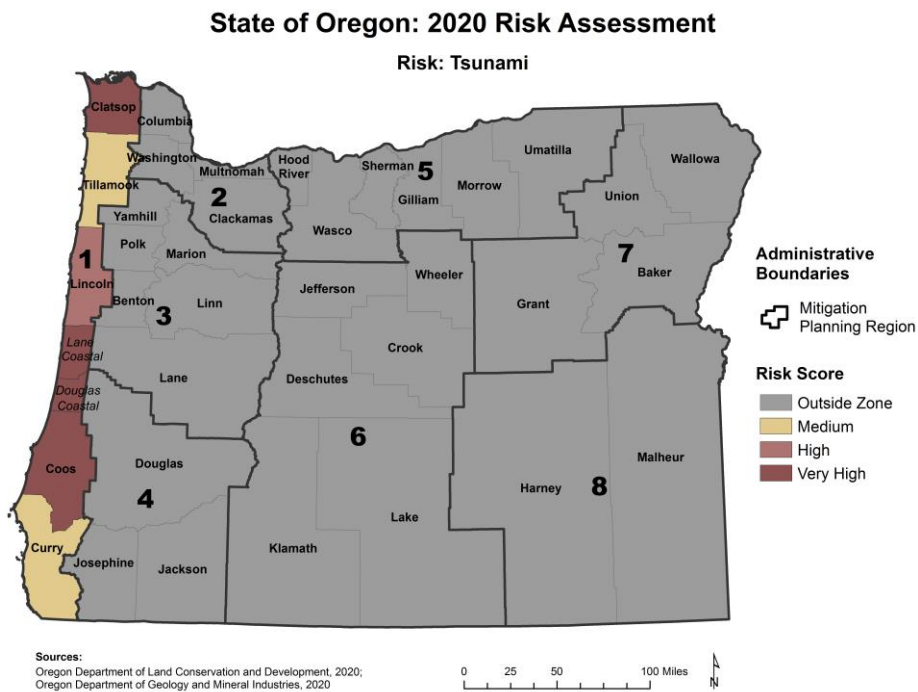 State of Oregon: 2020 Risk Assessment
Risk: Tsunami
Clatsop
Columbia
Washington
Multnomah
Hood
River
Sherman
5
Umatilla
Wallowa
Tillamook
2
Gilliam
Morrow
Union
Yamhill
Clackamas
Wasco
Polk
Marion
1
Lincoln
Wheeler
7
Baker
Jefferson
Grant
Benton
Linn
3
Lane
Coastal
Crook
Lane
Deschutes
Douglas
Coastal
6
Coos
Douglas
4
Malheur
Harney
8
Lake
Curry
Klamath
Josephine
Jackson
Administrative
Boundaries
Mitigation
Planning Region
Risk Score
Outside Zone
Medium
High
Very High
Sources:
Oregon Department of Land Conservation and Development, 2020;
Oregon Department of Geology and Mineral Industries, 2020
0 25 50 100 Miles
N